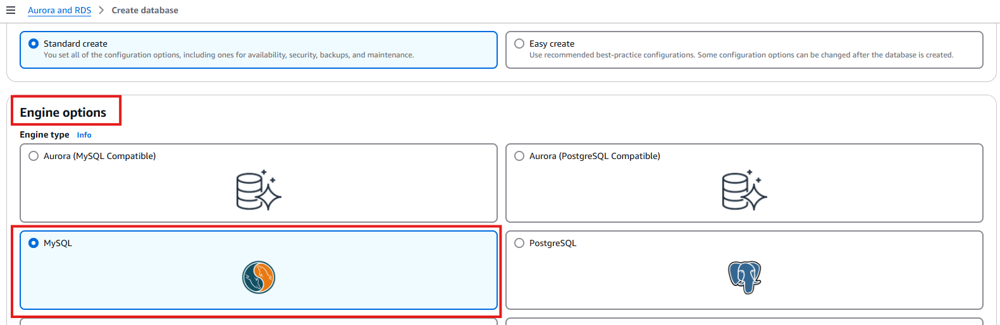 Aurora and RDS > Create database
Standard create
You set all of the configuration options, including ones for availability, security, backups, and maintenance.
Easy create
Use recommended best-practice configurations. Some configuration options can be changed after the database is created.
Engine options
Engine type Info
Aurora (MySQL Compatible)
Aurora (PostgreSQL Compatible)
MySQL
PostgreSQL